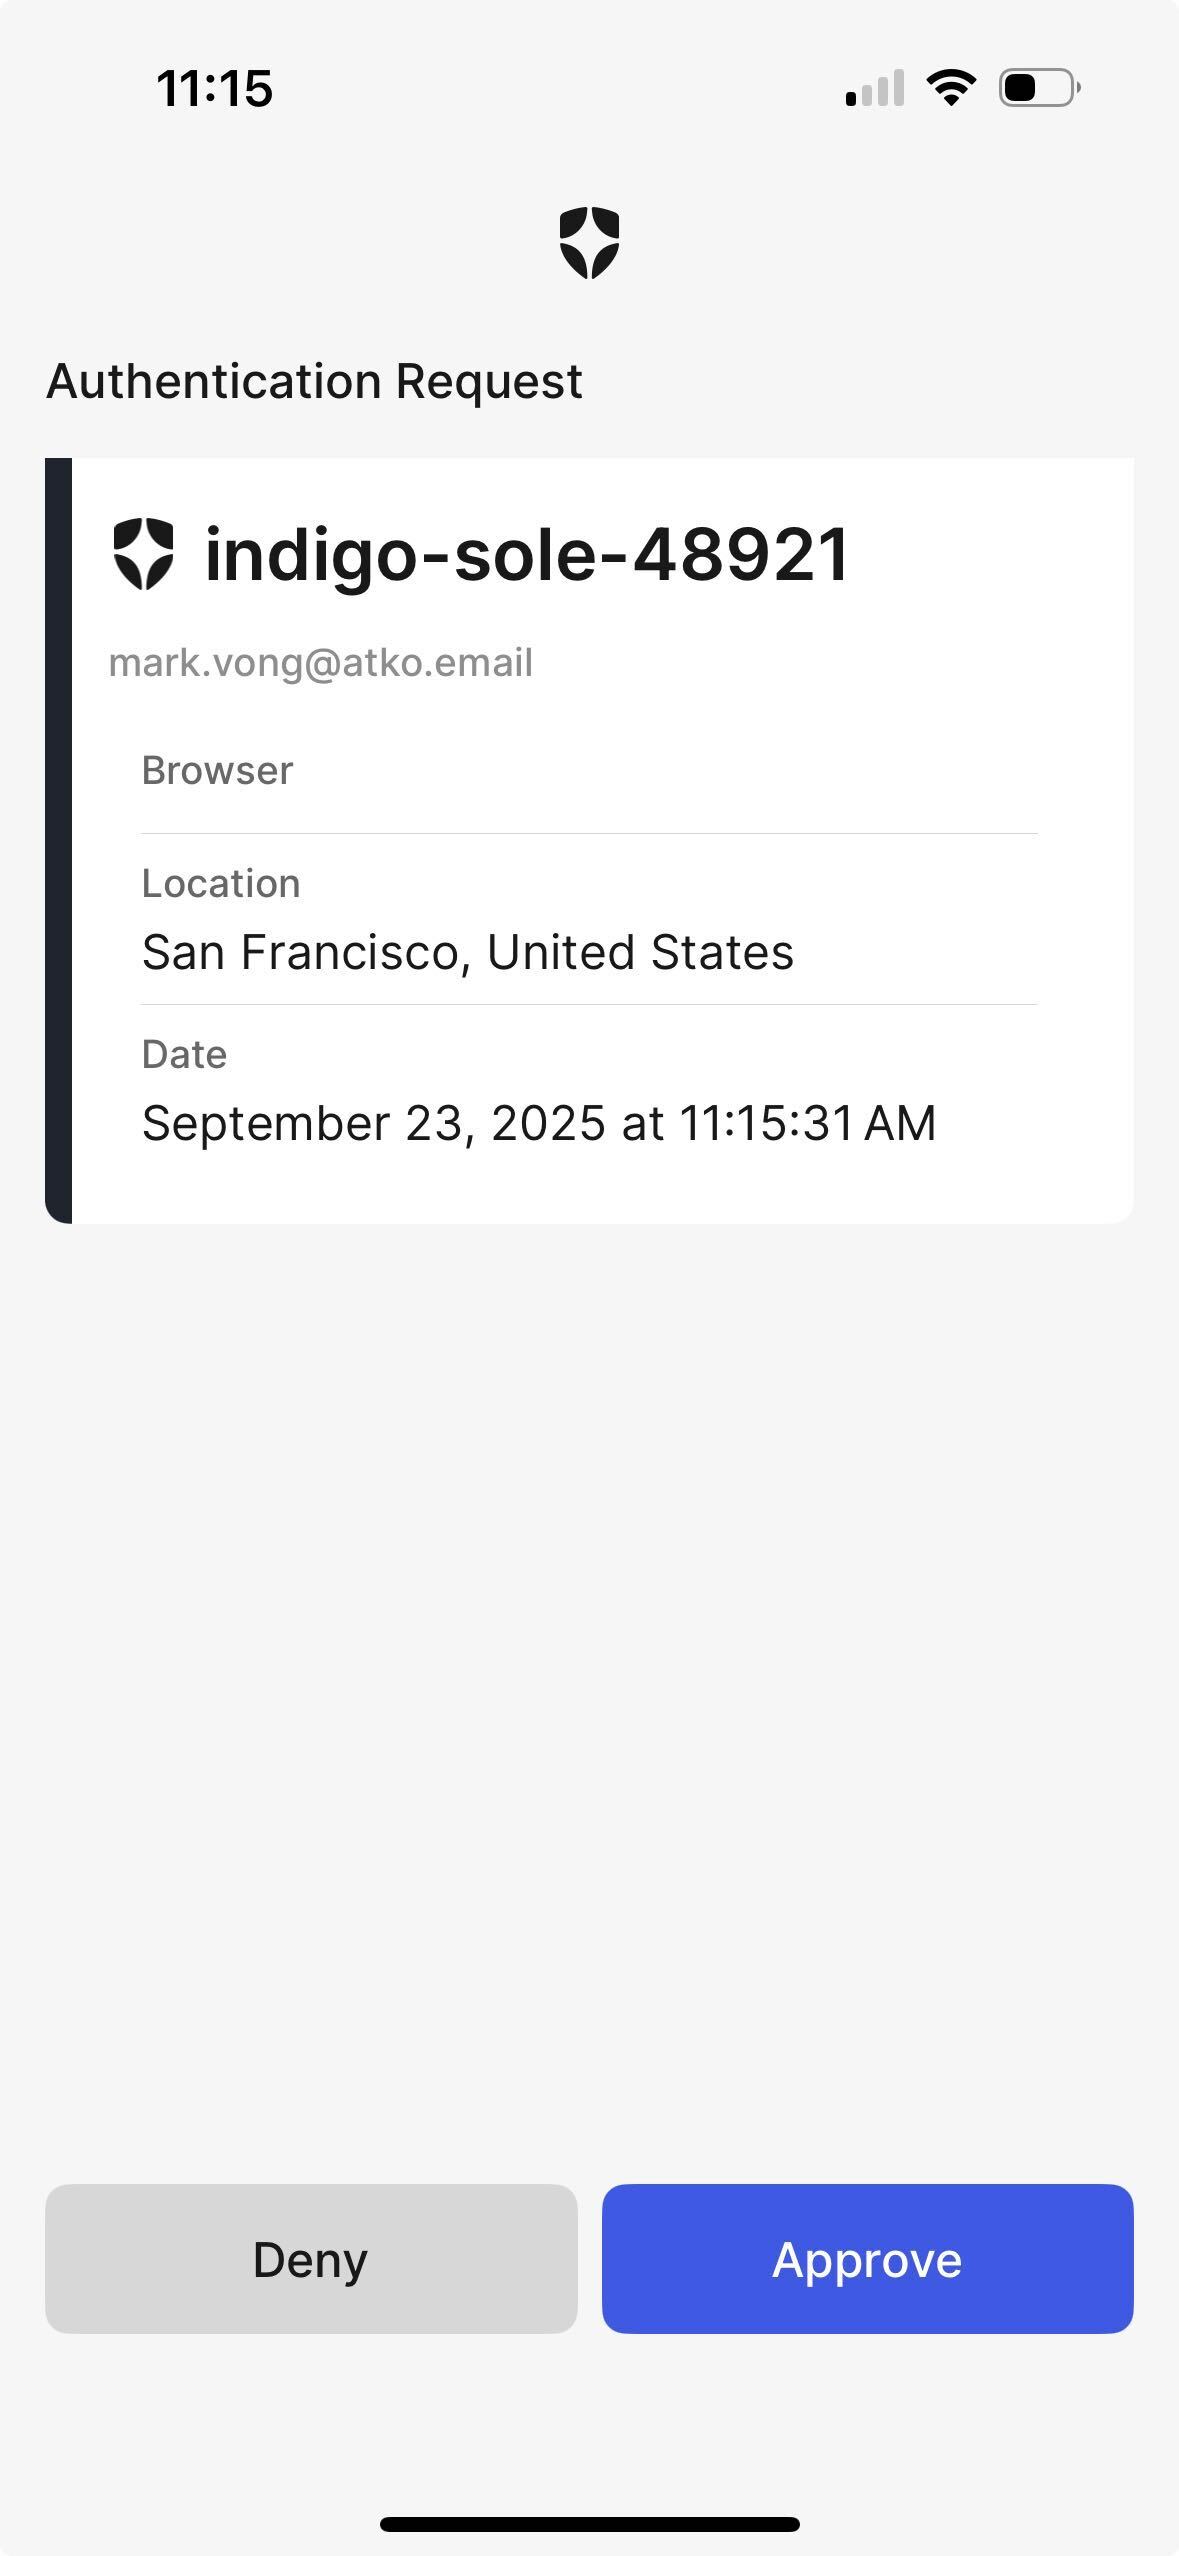 11:15
Authentication Request
indigo-sole-48921
mark.vong@atko.email
Browser
Location
San Francisco, United States
Date
September 23, 2025 at 11:15:31 AM
Deny
Approve